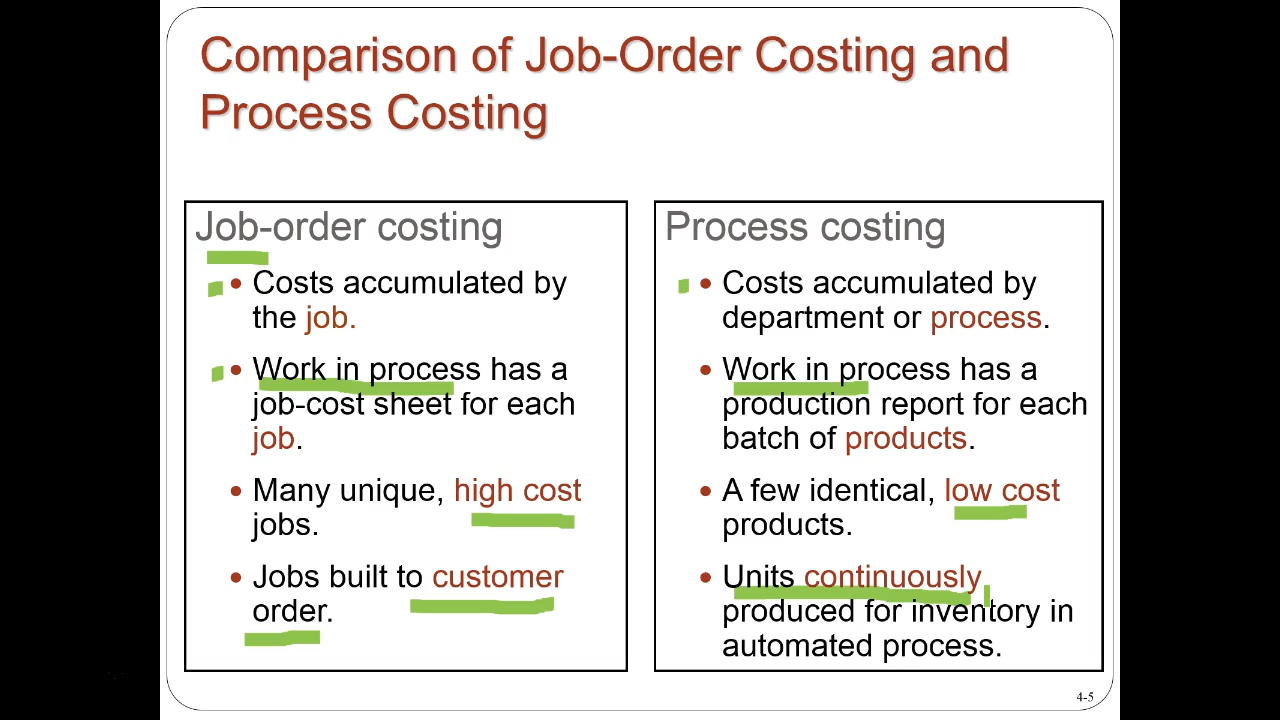 Comparison of Job-Order Costing and
Process Costing
Job-order costing
• Costs accumulated by
the job.
• Work in process has a
job-cost sheet for each
job.
• Many unique, high cost
jobs.
• Jobs built to customer
order.
Process costing
• Costs accumulated by
department or process.
• Work in process has a
production report for each
batch of products.
• A few identical, low cost
products.
• Units continuously
produced for inventory in
automated process.
4-5